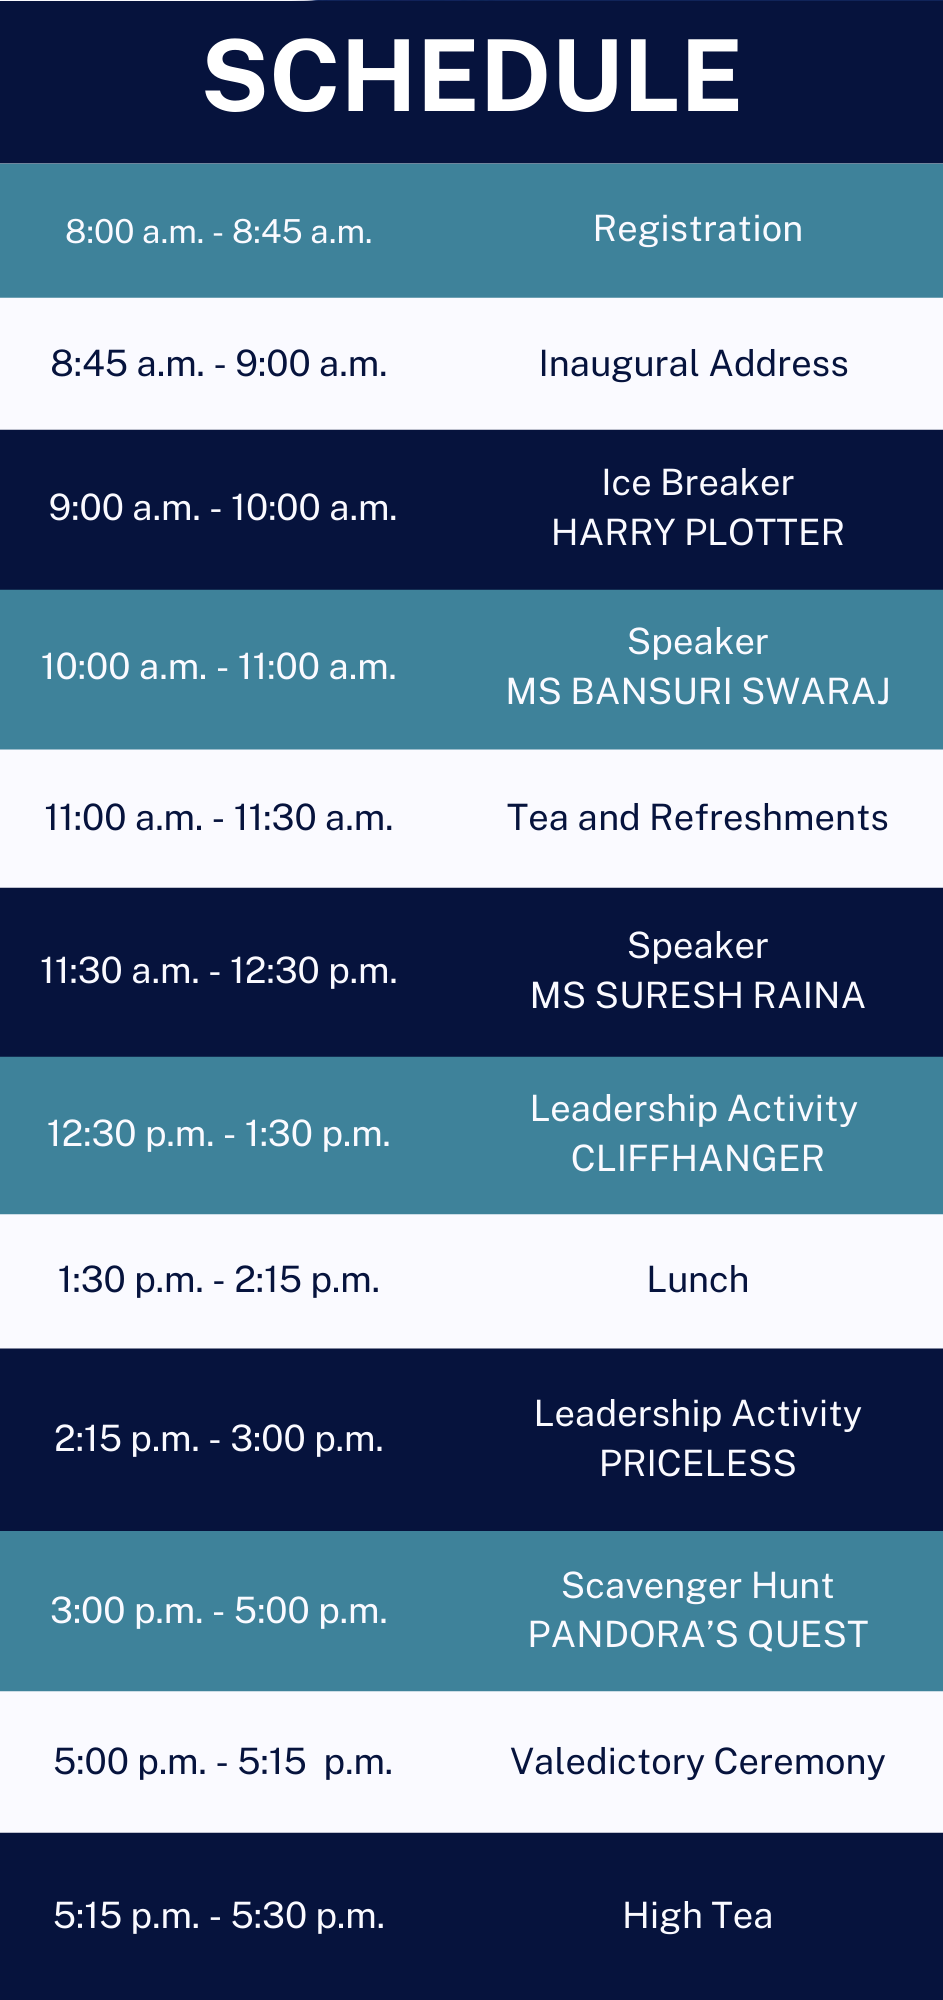 SCHEDULE
8:00 a.m. - 8:45 a.m.
Registration
8:45 a.m. - 9:00 a.m.
Inaugural Address
9:00 a.m. - 10:00 a.m.
Ice Breaker
HARRY PLOTTER
10:00 a.m. - 11:00 a.m.
Speaker
MS BANSURI SWARAJ
11:00 a.m. - 11:30 a.m.
Tea and Refreshments
11:30 a.m. - 12:30 p.m.
Speaker
MS SURESH RAINA
12:30 p.m. - 1:30 p.m.
Leadership Activity
CLIFFHANGER
1:30 p.m. - 2:15 p.m.
Lunch
2:15 p.m. - 3:00 p.m.
Leadership Activity
PRICELESS
3:00 p.m. - 5:00 p.m.
Scavenger Hunt
PANDORA’S QUEST
5:00 p.m. - 5:15  p.m.
Valedictory Ceremony
5:15 p.m. - 5:30 p.m.
High Tea